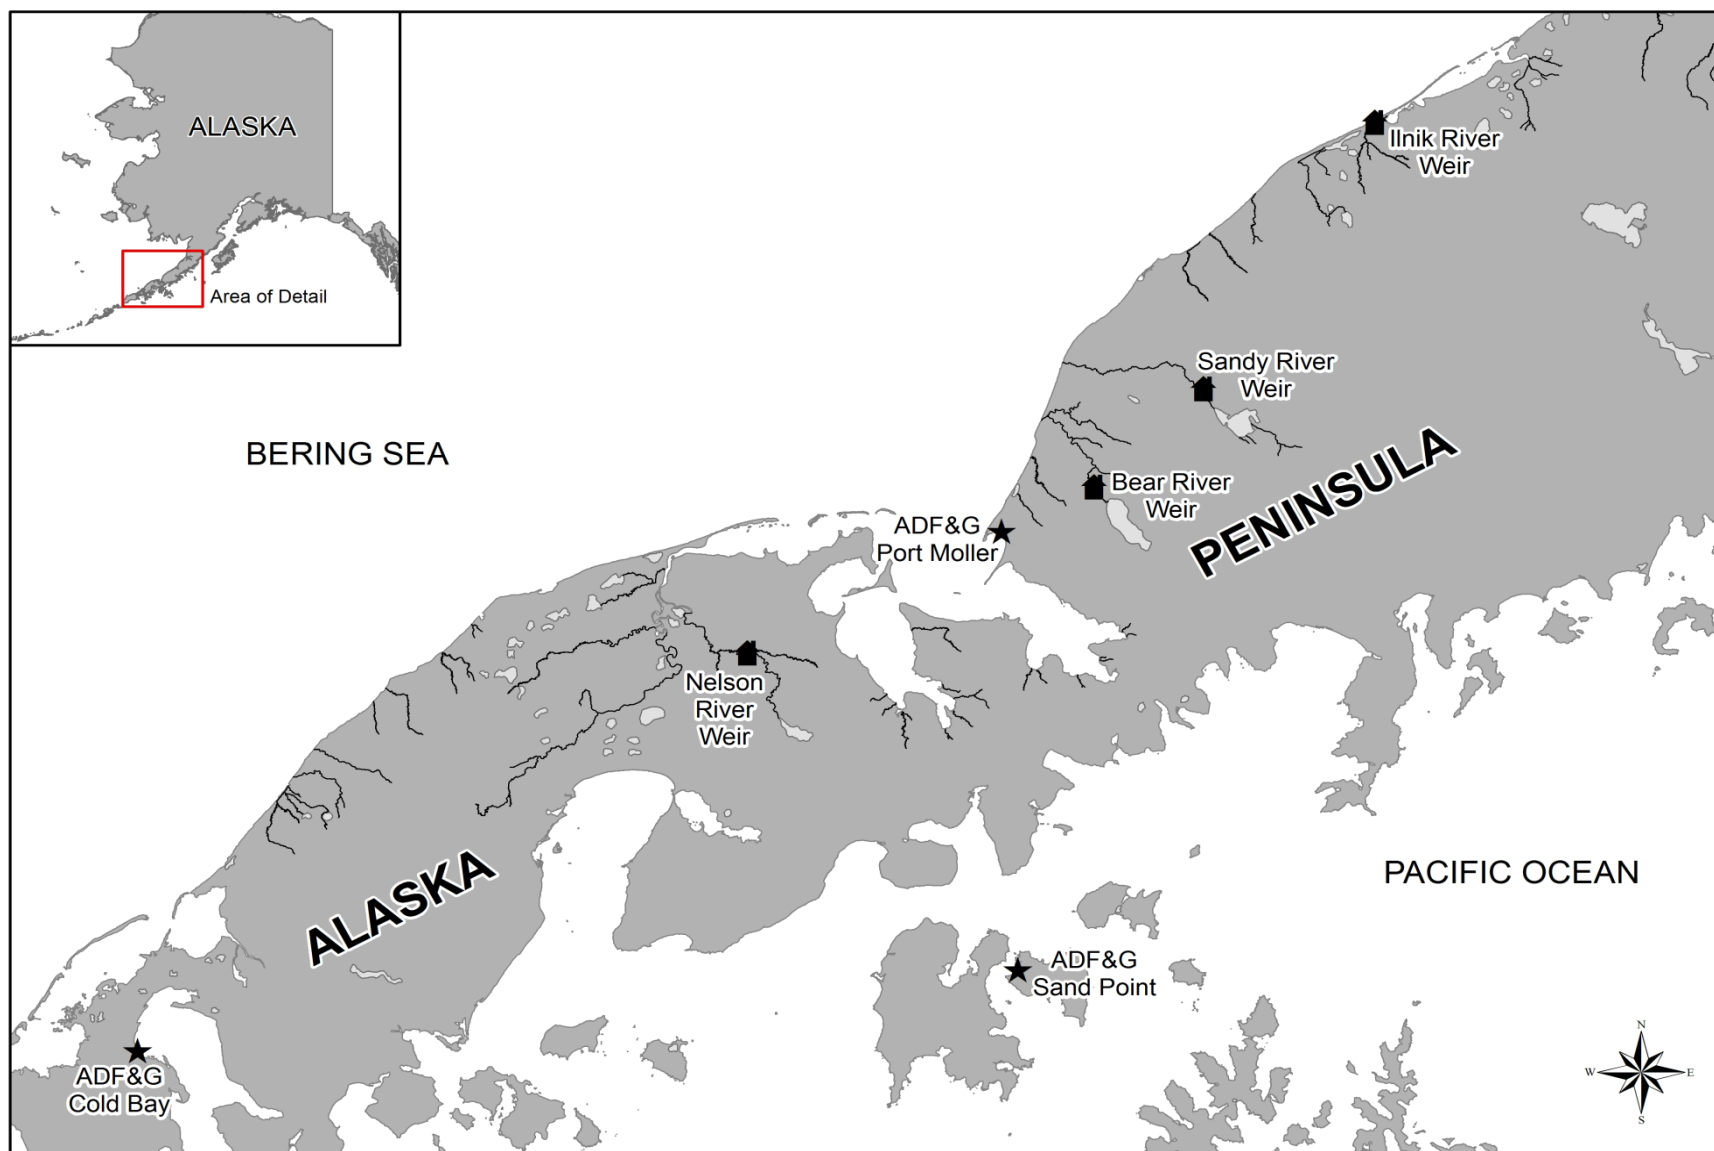 ALASKA
Area of Detail
Ilnik River
Weir
Sandy River
Weir
BERING SEA
PENINSULA
Bear River
Weir
ADF&G
Port Moller
Nelson
River
Weir
ALASKA
PACIFIC OCEAN
ADF&G
Sand Point
ADF&G
Cold Bay
N
W
E
S